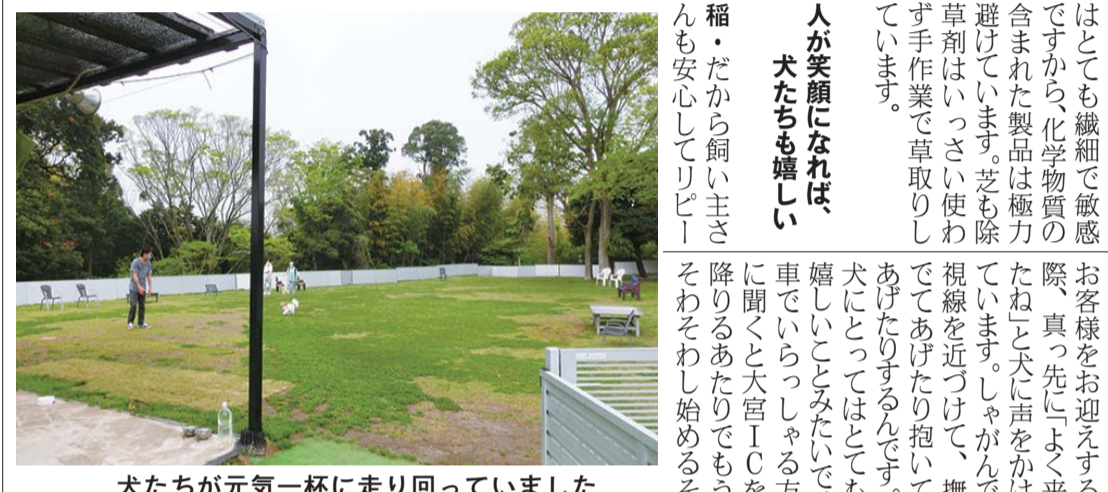 はとても繊細で敏感
ですから、化学物質の
含まれた製品は極力
避けています。芝も除
草剤はいっさい使わ
ず手作業で草取りし
ています。
人が笑顔になれば、
犬たちも嬉しい
稲・だから飼い主さ
んも安心してリピー
お客様をお迎えする
際、真っ先に「よく来
たね」と犬に声をかけ
ています。しゃがんで
視線を近づけて、撫
でてあげたり抱いて
あげたりするんです。
犬にとってはとても
嬉しいことみたいで、
車でいらっしゃる方
に聞くと大宮ICを
降りるあたりでもう
そわそわし始めるそ
犬たちが元気一杯に走り回っていました